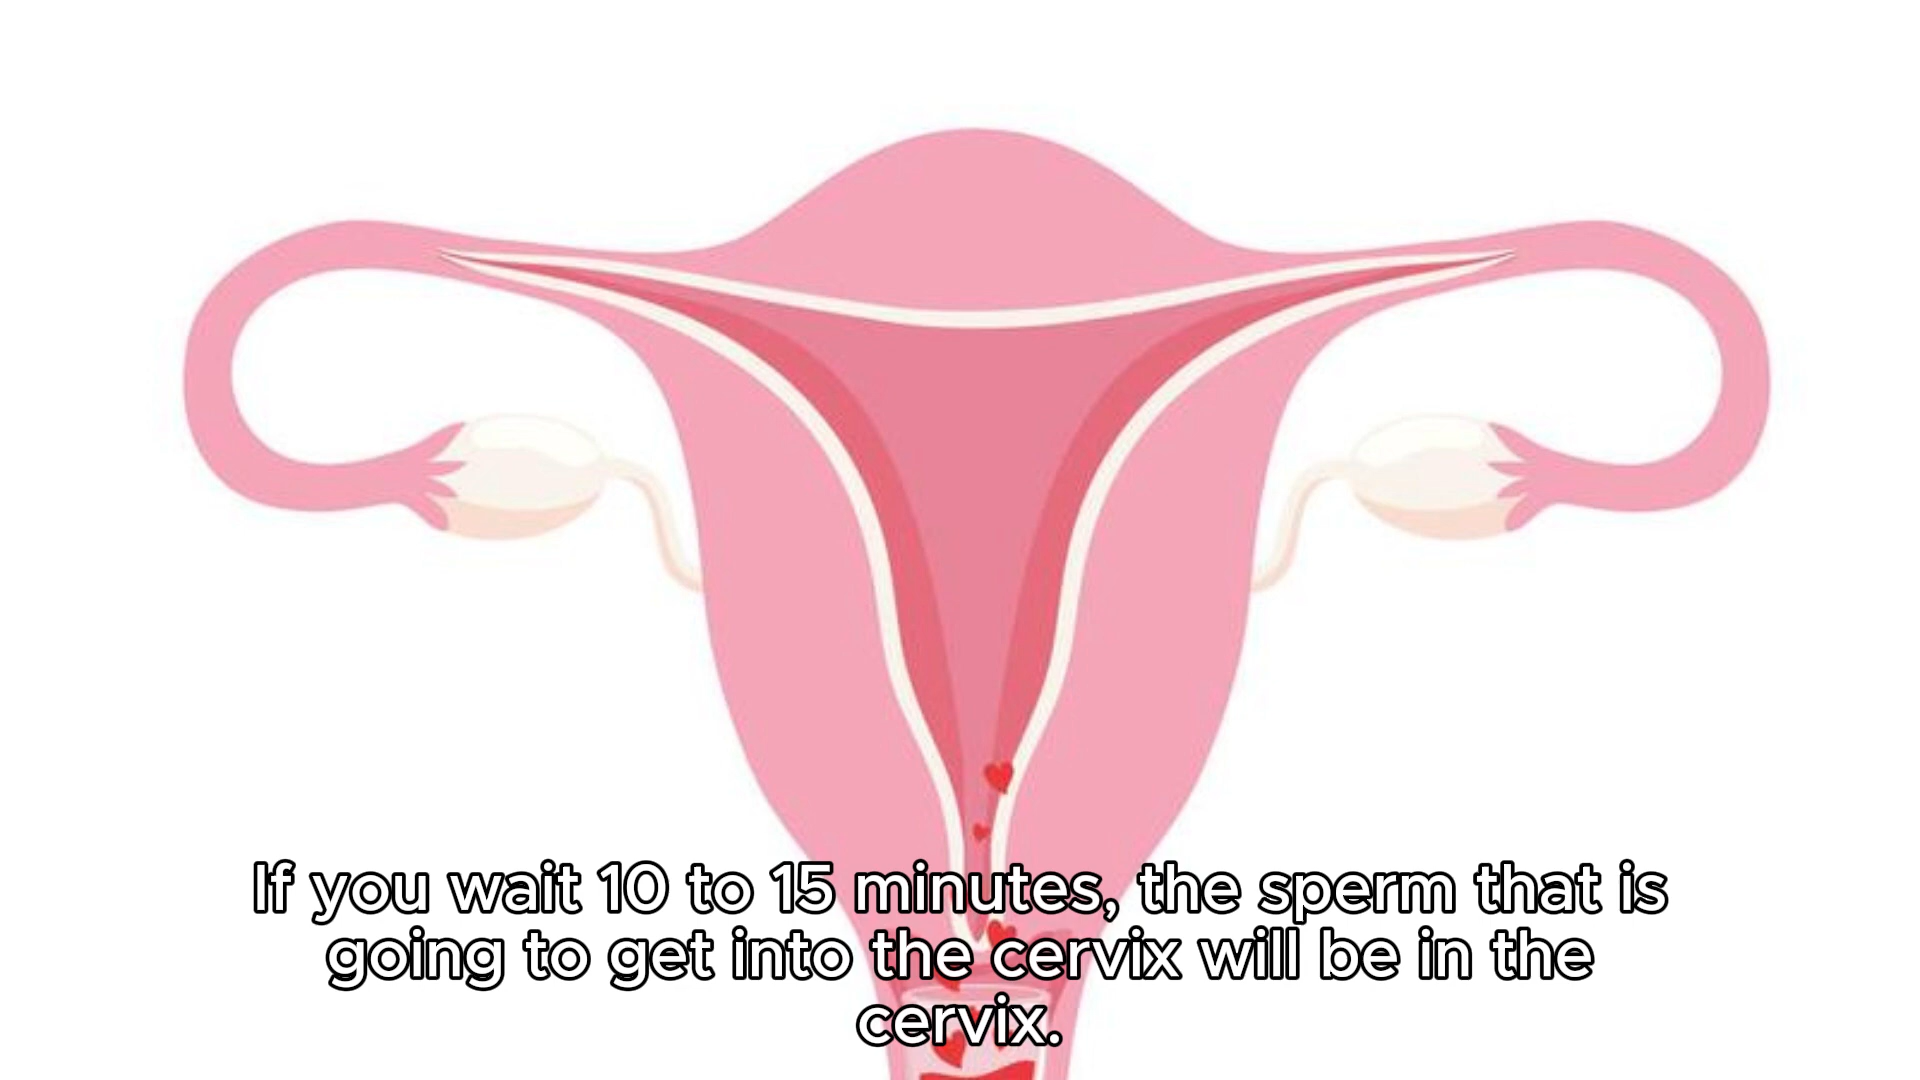 If you wait 10 to 15 minutes, the sperm that is
going to get into the cervix will be in the
cervix.